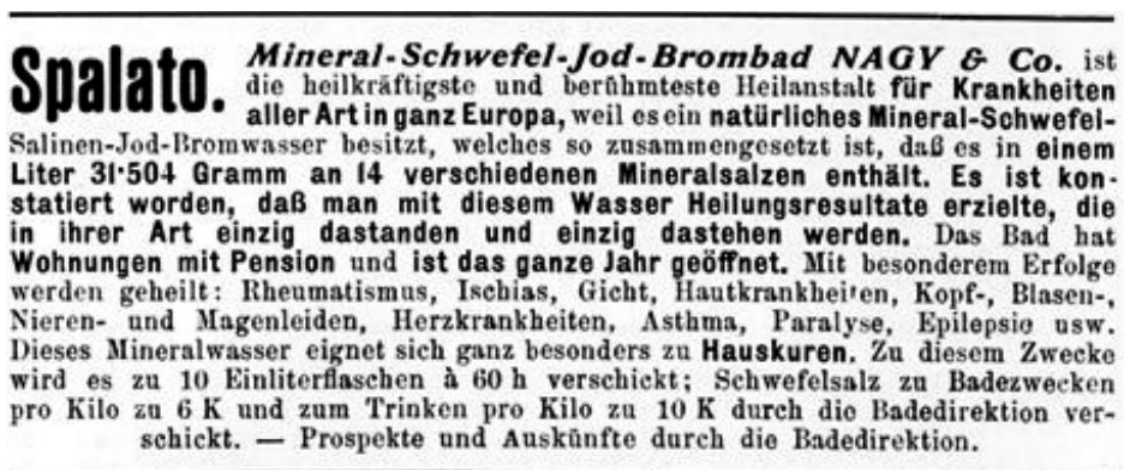 Spalato. Mineral-Schwefel-Jod-Brombad NAGY & Co. ist
die heilkräftigste und berühmteste Heilanstalt für Krankheiten
aller Art in ganz Europa, weil es ein natürliches Mineral-Schwefel-
Salinen-Jod-Bromwasser besitzt, welches so zusammengesetzt ist, daß es in einem
Liter 31·504 Gramm an 14 verschiedenen Mineralsalzen enthält. Es ist kon-
statiert worden, daß man mit diesem Wasser Heilungsresultate erzielte, die
in ihrer Art einzig dastanden und einzig dastehen werden. Das Bad hat
Wohnungen mit Pension und ist das ganze Jahr geöffnet. Mit besonderem Erfolge
werden geheilt: Rheumatismus, Ischias, Gicht, Hautkrankheiten, Kopf-, Blasen-,
Nieren- und Magenleiden, Herzkrankheiten, Asthma, Paralyse, Epilepsie usw.
Dieses Mineralwasser eignet sich ganz besonders zu Hauskuren. Zu diesem Zwecke
wird es zu 10 Einliterflaschen à 60 h verschickt; Schwefelsalz zu Badezwecken
pro Kilo zu 6 K und zum Trinken pro Kilo zu 10 K durch die Badedirektion ver-
schickt. — Prospekte und Auskünfte durch die Badedirektion.